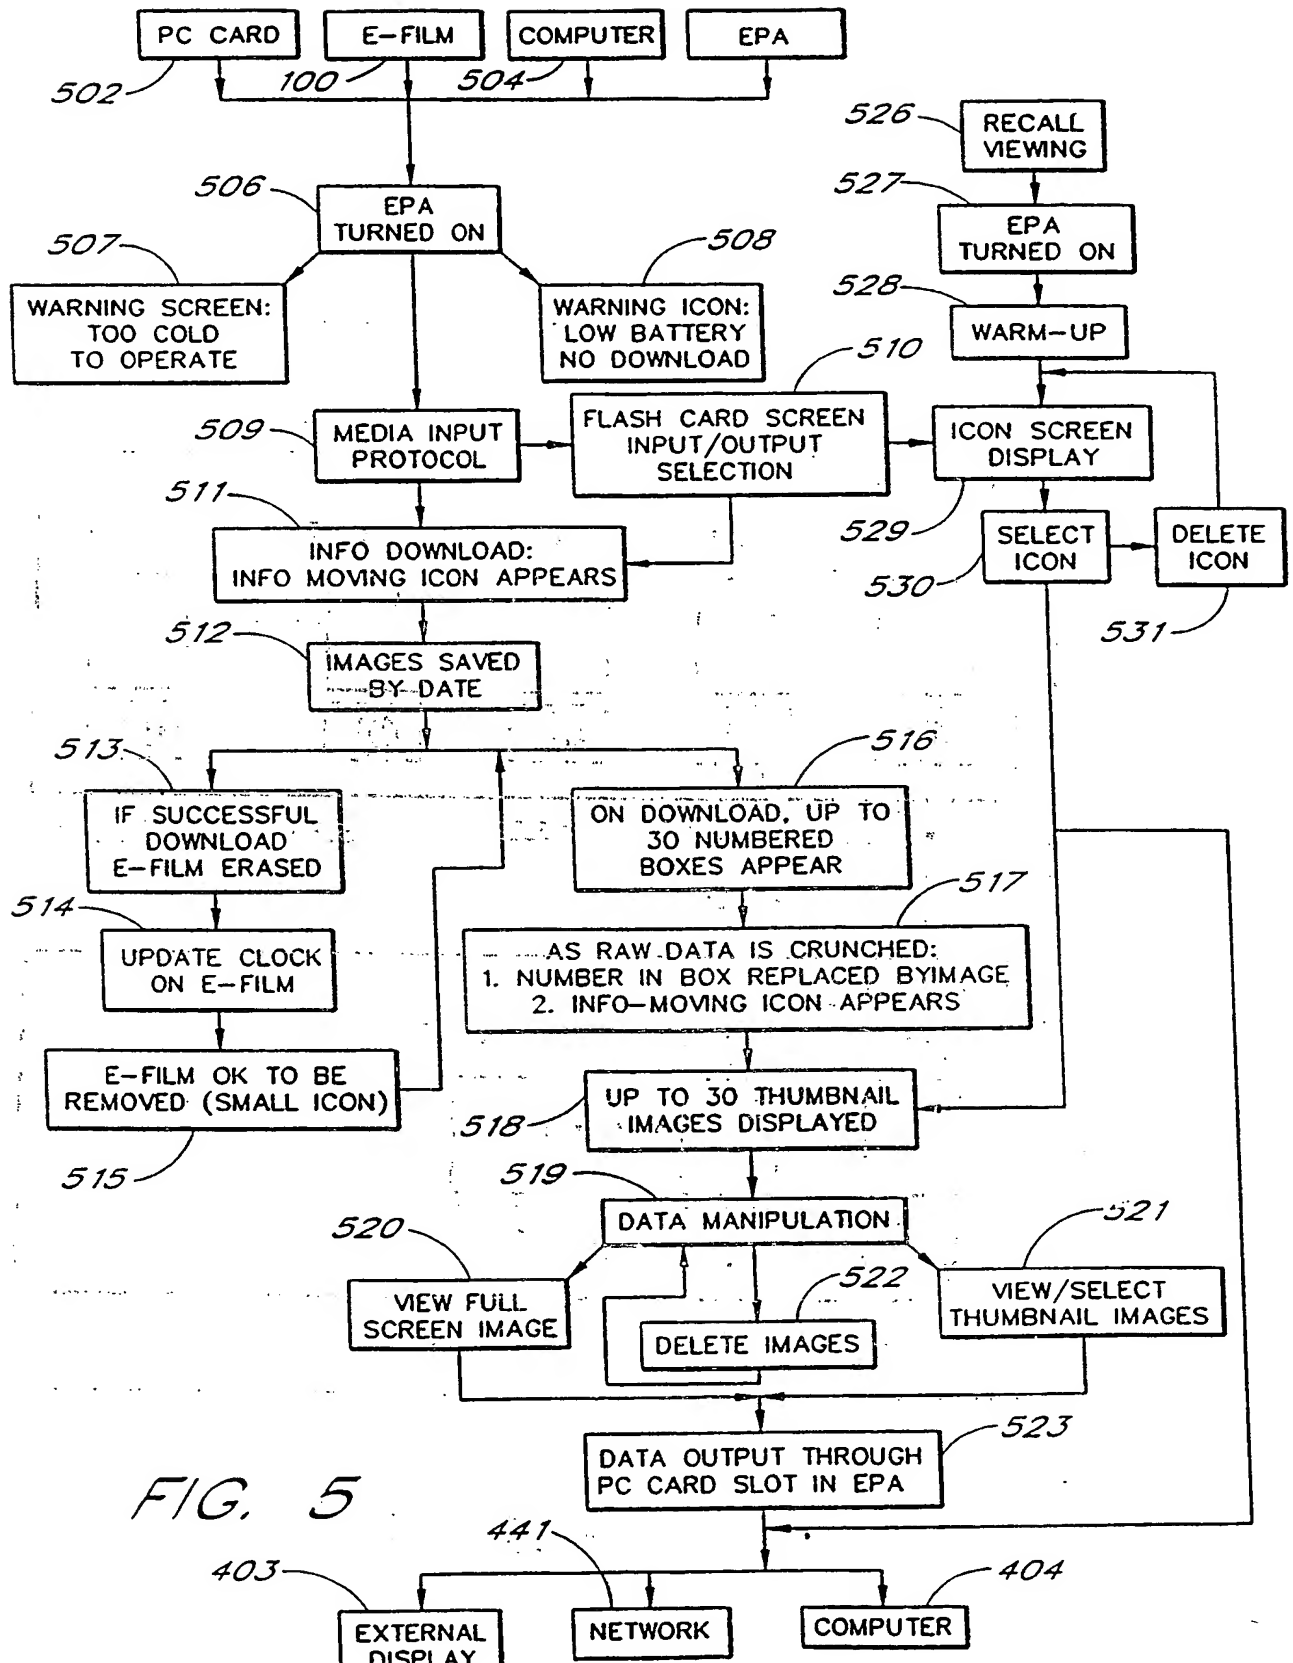 PC CARD
E-FILM
COMPUTER
EPA
502
100
504
526
RECALL
VIEWING
506
EPA
TURNED ON
527
EPA
TURNED ON
507
508
WARNING SCREEN:
TOO COLD
TO OPERATE
WARNING ICON:
LOW BATTERY
NO DOWNLOAD
528
WARM-UP
510
509
MEDIA INPUT
PROTOCOL
FLASH CARD SCREEN
INPUT/OUTPUT
SELECTION
ICON SCREEN
DISPLAY
529
511
INFO DOWNLOAD:
INFO MOVING ICON APPEARS
SELECT
ICON
530
DELETE
ICON
531
512
IMAGES SAVED
BY DATE
513
516
IF SUCCESSFUL
DOWNLOAD
E-FILM ERASED
ON DOWNLOAD, UP TO
30 NUMBERED
BOXES APPEAR
514
517
UPDATE CLOCK
ON E-FILM
AS RAW DATA IS CRUNCHED:
1. NUMBER IN BOX REPLACED BYIMAGE
2. INFO-MOVING ICON APPEARS
E-FILM OK TO BE
REMOVED (SMALL ICON)
515
UP TO 30 THUMBNAIL
IMAGES DISPLAYED
518
519
DATA MANIPULATION
520
521
522
VIEW FULL
SCREEN IMAGE
DELETE IMAGES
VIEW/SELECT
THUMBNAIL IMAGES
523
DATA OUTPUT THROUGH
PC CARD SLOT IN EPA
FIG. 5
441
403
404
EXTERNAL
DISPLAY
NETWORK
COMPUTER